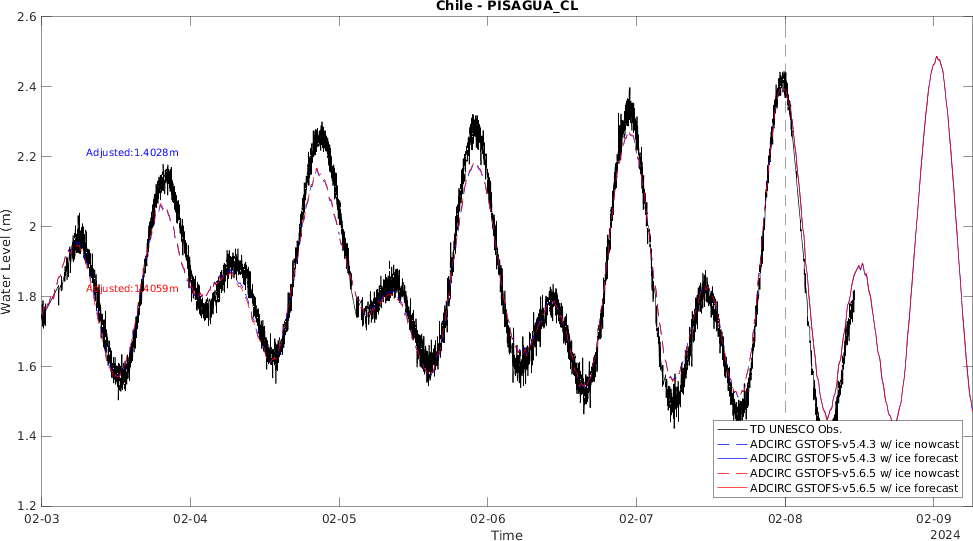 Chile - PISAGUA_CL
2.6
2.4
2.2
2
1.8
1.6
1.4
1.2
Water Level (m)
Adjusted:1.4028m
Adjusted:1.4059m
TD UNESCO Obs.
ADCIRC GSTOFS-v5.4.3 w/ ice nowcast
ADCIRC GSTOFS-v5.4.3 w/ ice forecast
ADCIRC GSTOFS-v5.6.5 w/ ice nowcast
ADCIRC GSTOFS-v5.6.5 w/ ice forecast
02-03 02-04 02-05 02-06 02-07 02-08 02-09
Time
2024